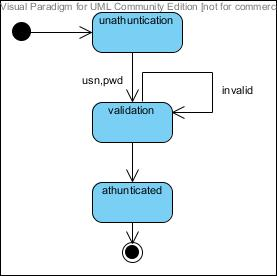 Visual Paradigm for UML Community Edition [not for commerc
unathuntication
usn,pwd
invalid
validation
athunticated